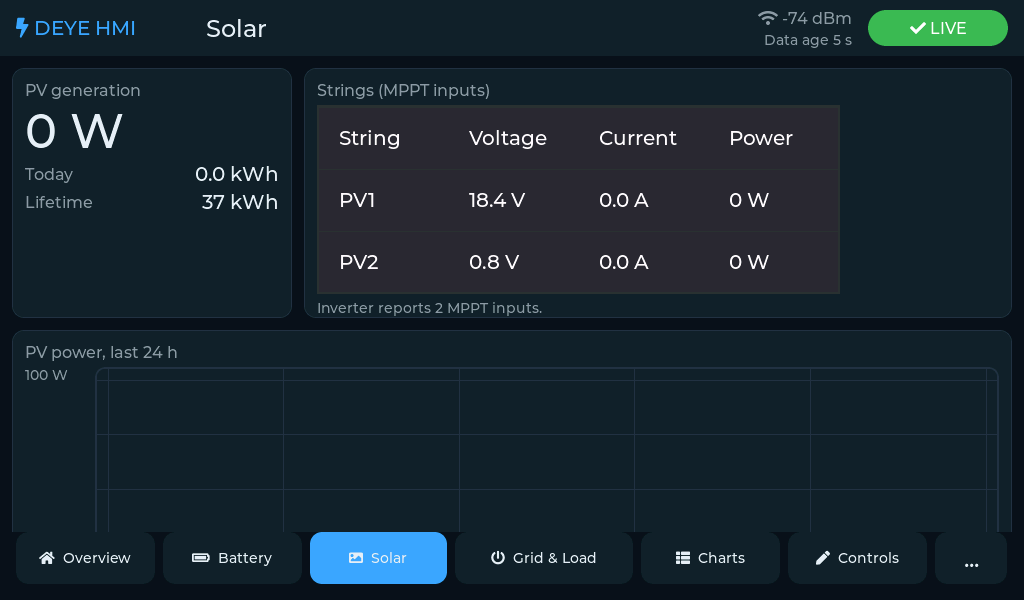 DEYE HMI
Solar
-74 dBm
Data age 5 s
LIVE
PV generation
0 W
Today 0.0 kWh
Lifetime 37 kWh
Strings (MPPT inputs)
String Voltage Current Power
PV1 18.4 V 0.0 A 0 W
PV2 0.8 V 0.0 A 0 W
Inverter reports 2 MPPT inputs.
PV power, last 24 h
100 W
Overview Battery Solar Grid & Load Charts Controls ...